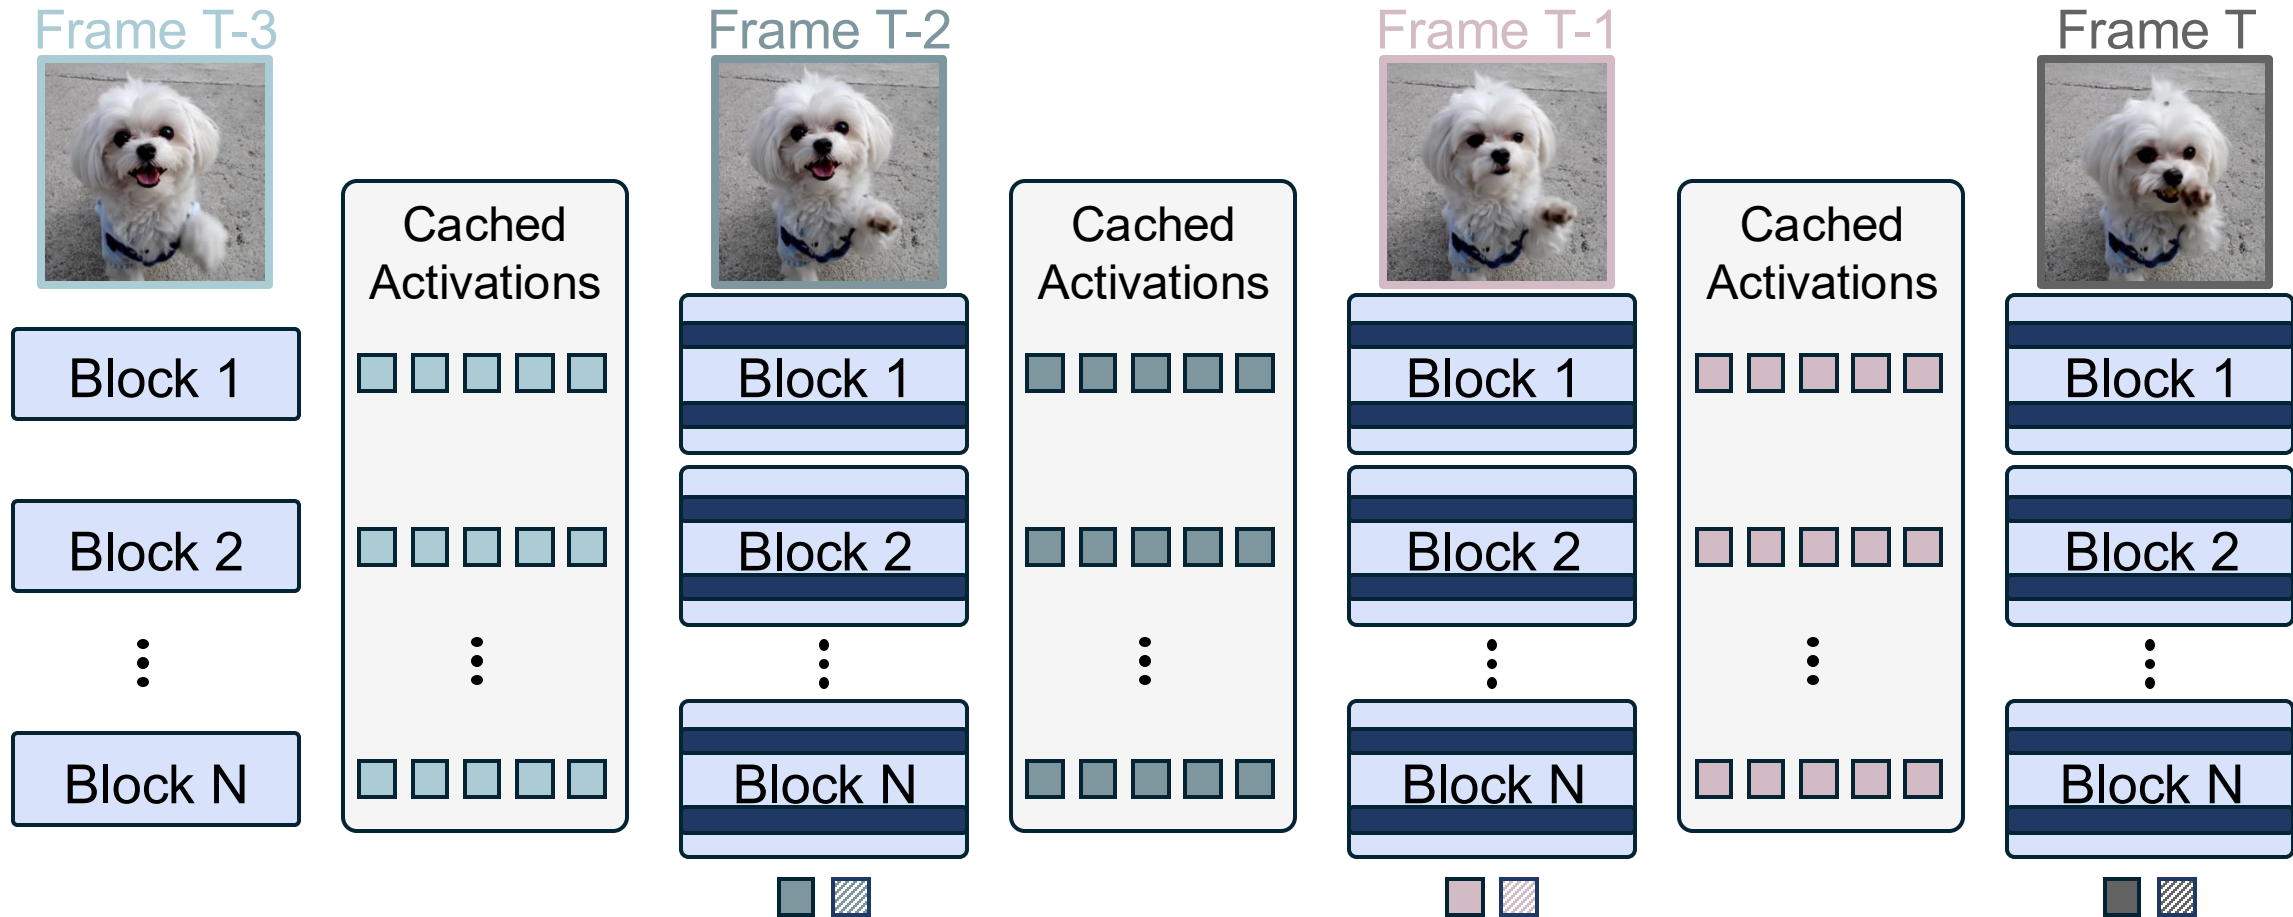 Frame T-3
Frame T-2
Frame T-1
Frame T
Cached
Activations
Cached
Activations
Cached
Activations
Block 1
Block 1
Block 1
Block 1
Block 2
Block 2
Block 2
Block 2
Block N
Block N
Block N
Block N